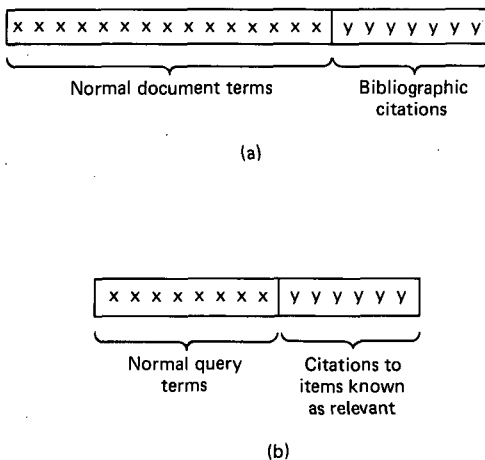 x x x x x x x x x x x x x x x y y y y y y y
Normal document terms Bibliographic
citations
(a)
x x x x x x x x y y y y y y
Normal query Citations to
terms items known
as relevant
(b)